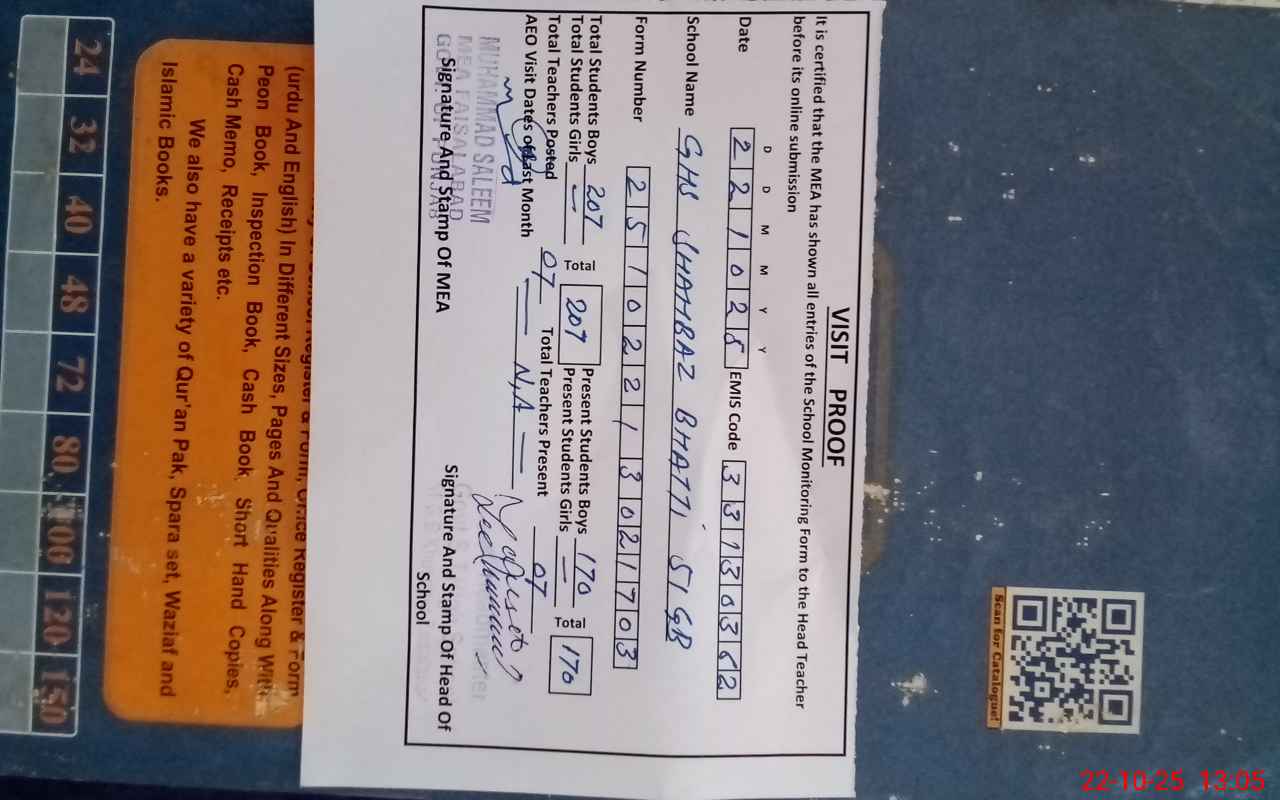 VISIT PROOF
It is certified that the MEA has shown all entries of the School Monitoring Form to the Head Teacher
before its online submission
D D M M Y Y
Date 2 2 1 0 2 5 EMIS Code 3 3 1 3 0 3 6 2
School Name GHS SHAHBAZ BHATTI 51 GB
Form Number 2 5 1 0 2 2 1 3 0 2 1 7 0 3
Total Students Boys 207 Total 207 Present Students Boys 170 Total 170
Total Students Girls — Present Students Girls —
Total Teachers Posted 07 Total Teachers Present 07
AEO Visit Dates of Last Month — N,A —
MUHAMMAD SALEEM
MEA FAISALABAD
GOVT. OF PUNJAB
Signature And Stamp Of MEA Signature And Stamp Of Head Of
School
Register & Form, Office Register & Form
(urdu And English) In Different Sizes, Pages And Qualities Along With
Peon Book, Inspection Book, Cash Book, Short Hand Copies,
Cash Memo, Receipts etc.
We also have a variety of Qur'an Pak, Spara set, Waziaf and
Islamic Books.
24 32 40 48 72 80 100 120 150
Scan for Catalogue!
22-10-25 13:05